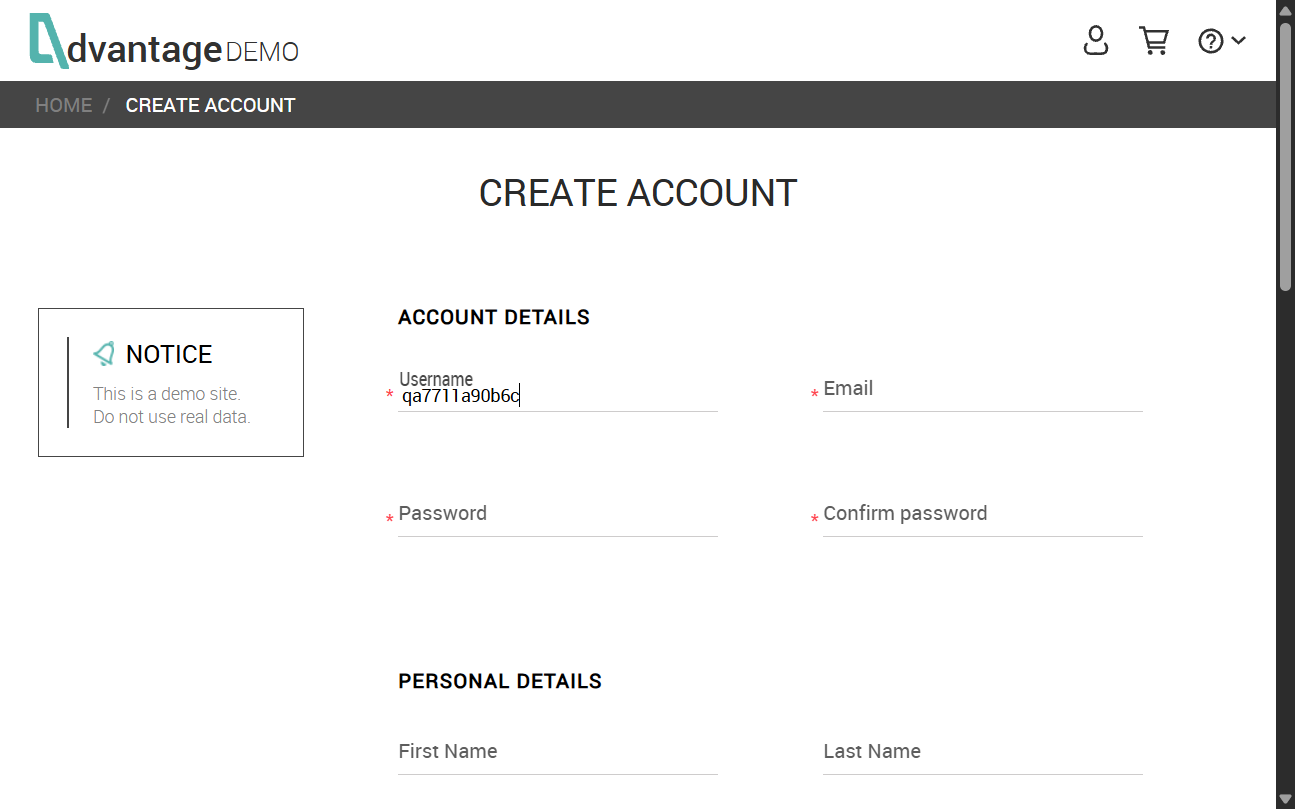 dvantage DEMO
HOME / CREATE ACCOUNT
CREATE ACCOUNT
NOTICE
This is a demo site.
Do not use real data.
ACCOUNT DETAILS
Username
* qa7711a90b6c
* Email
* Password
* Confirm password
PERSONAL DETAILS
First Name
Last Name